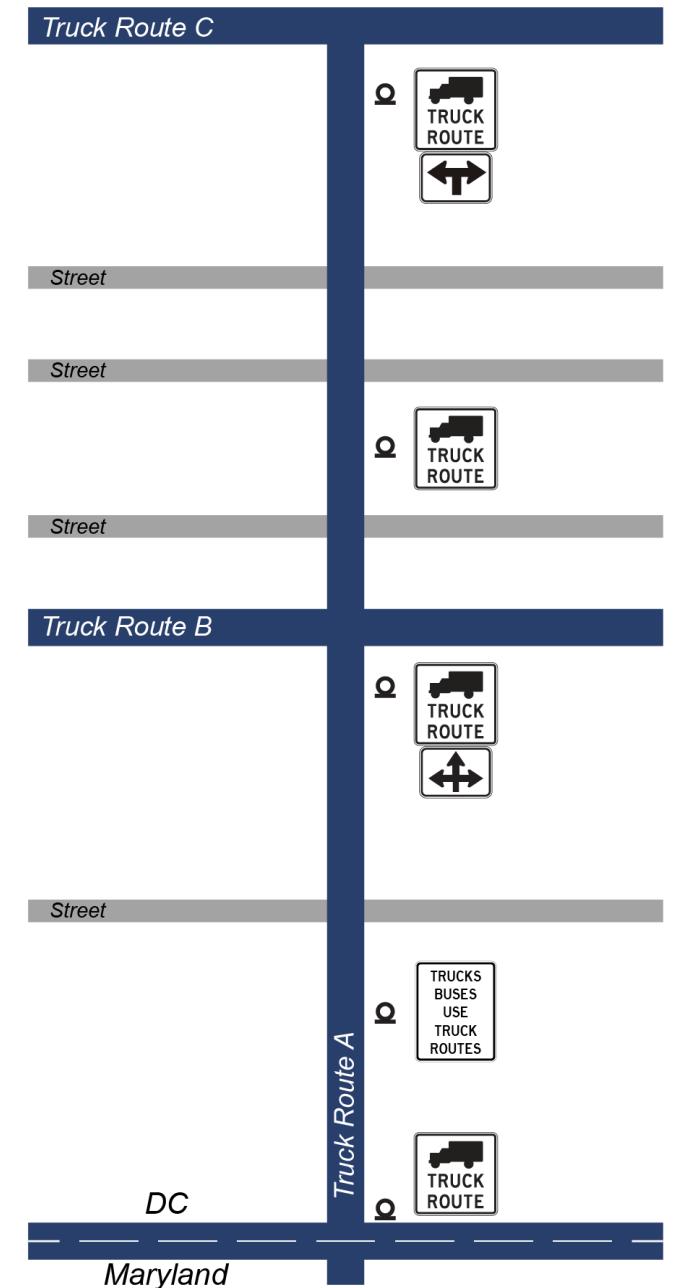 Truck Route C
TRUCK
ROUTE
Street
Street
TRUCK
ROUTE
Street
Truck Route B
TRUCK
ROUTE
Street
TRUCKS
BUSES
USE
TRUCK
ROUTES
Truck Route A
TRUCK
ROUTE
DC
Maryland